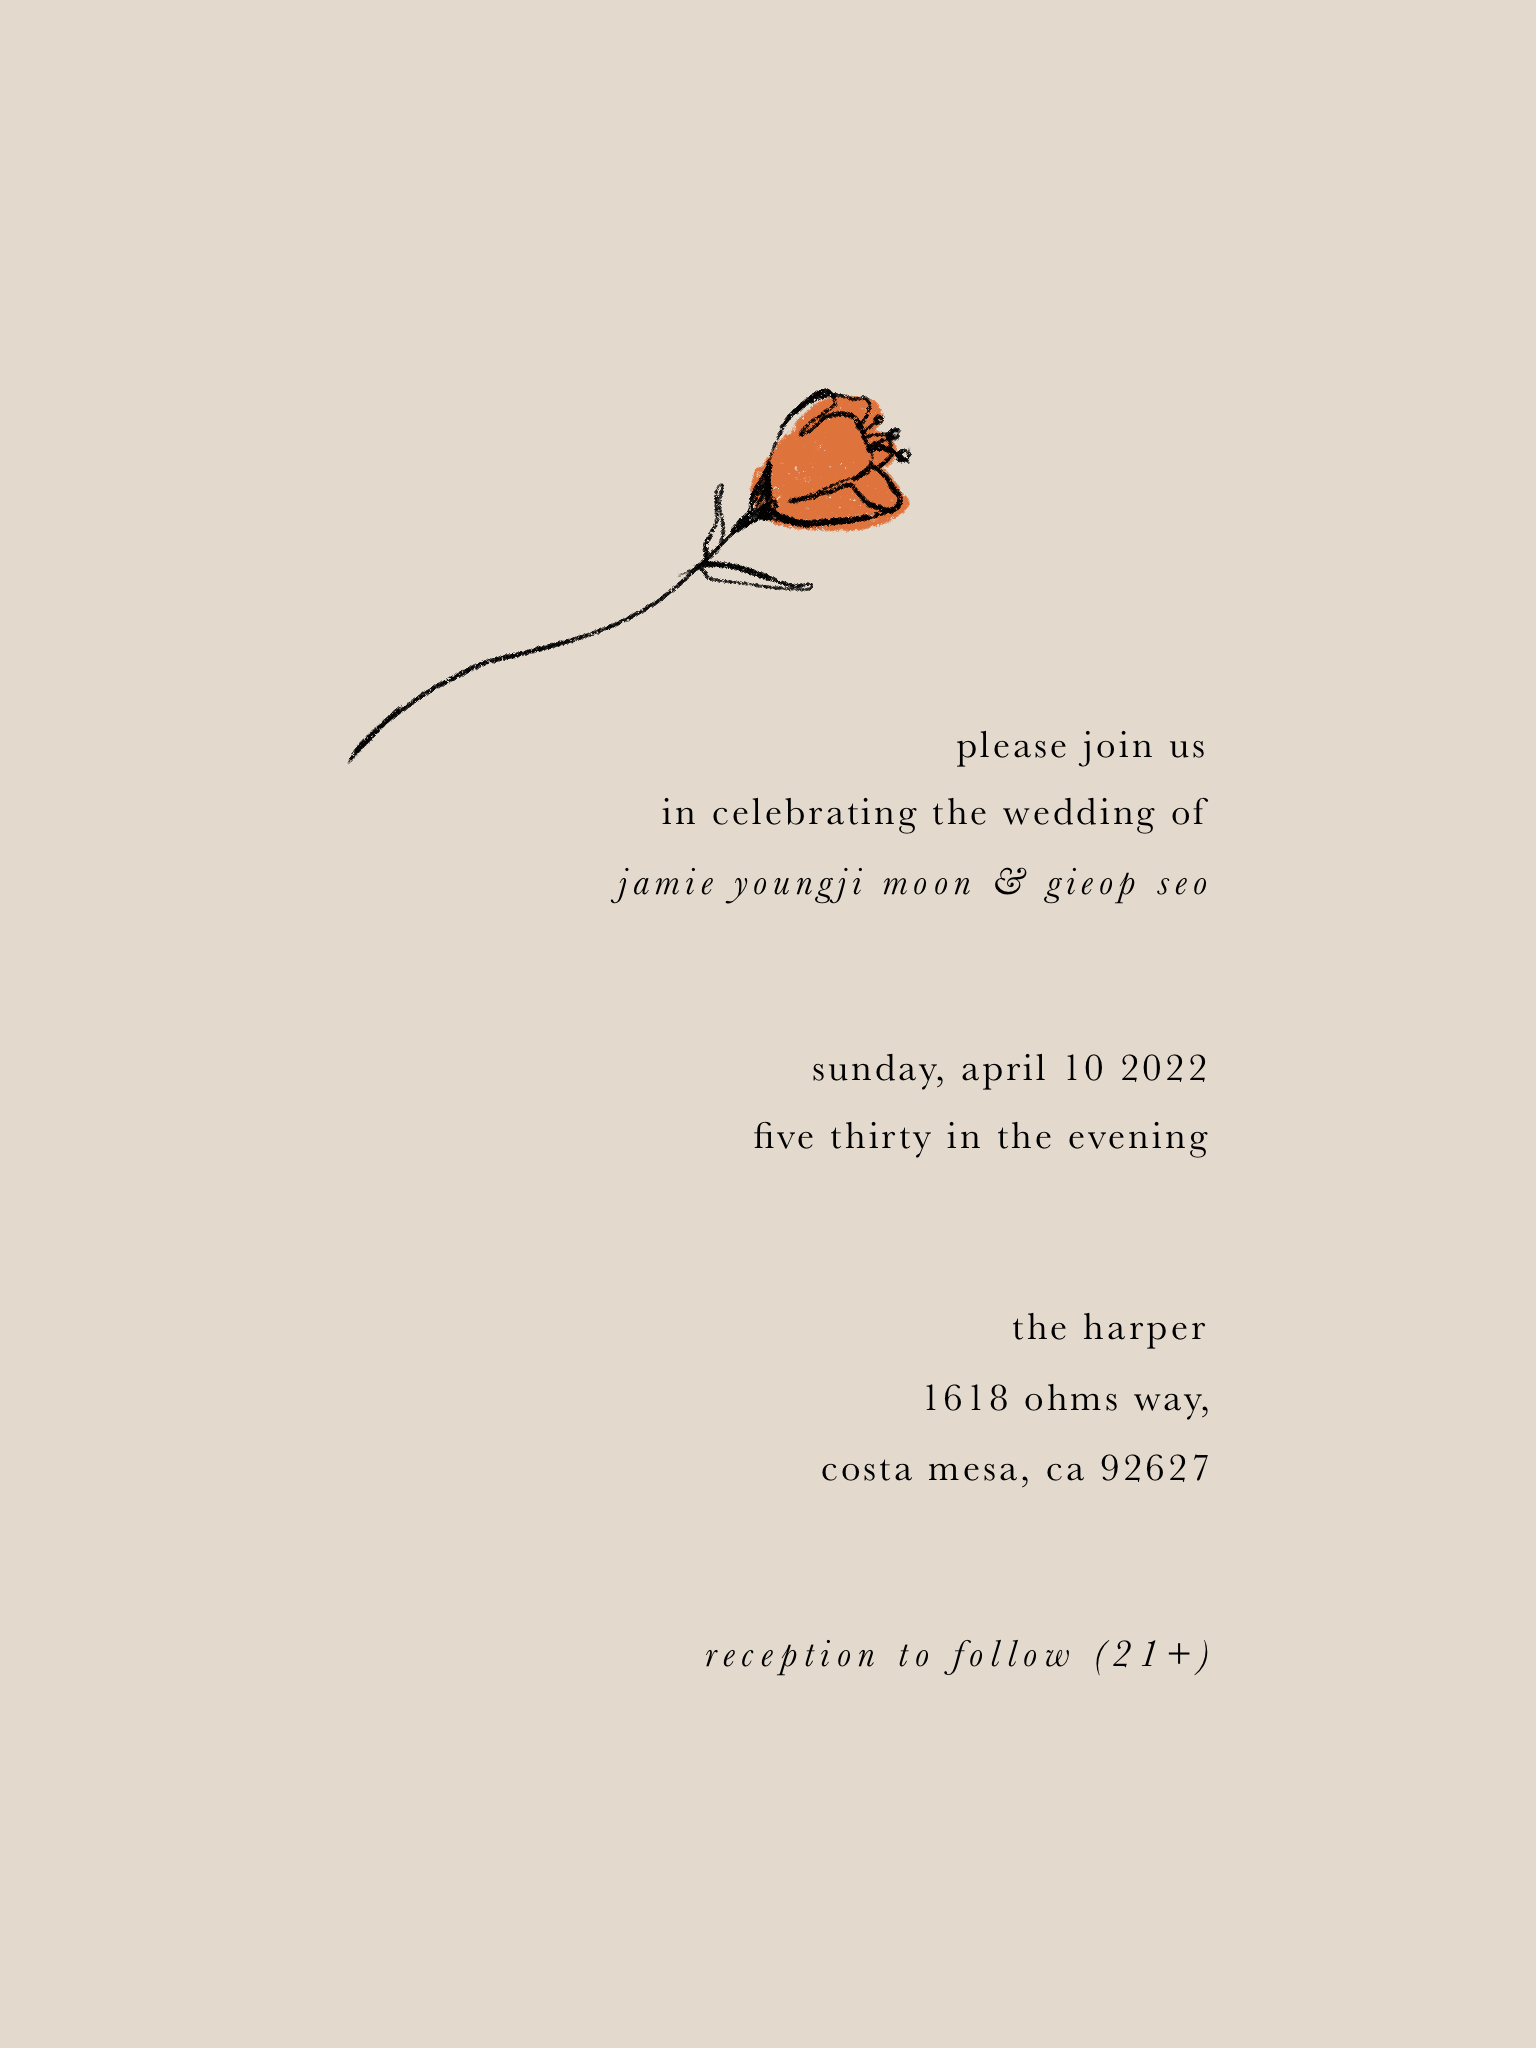 please join us
in celebrating the wedding of
jamie youngji moon & gieop seo
sunday, april 10 2022
five thirty in the evening
the harper
1618 ohms way,
costa mesa, ca 92627
reception to follow (21+)